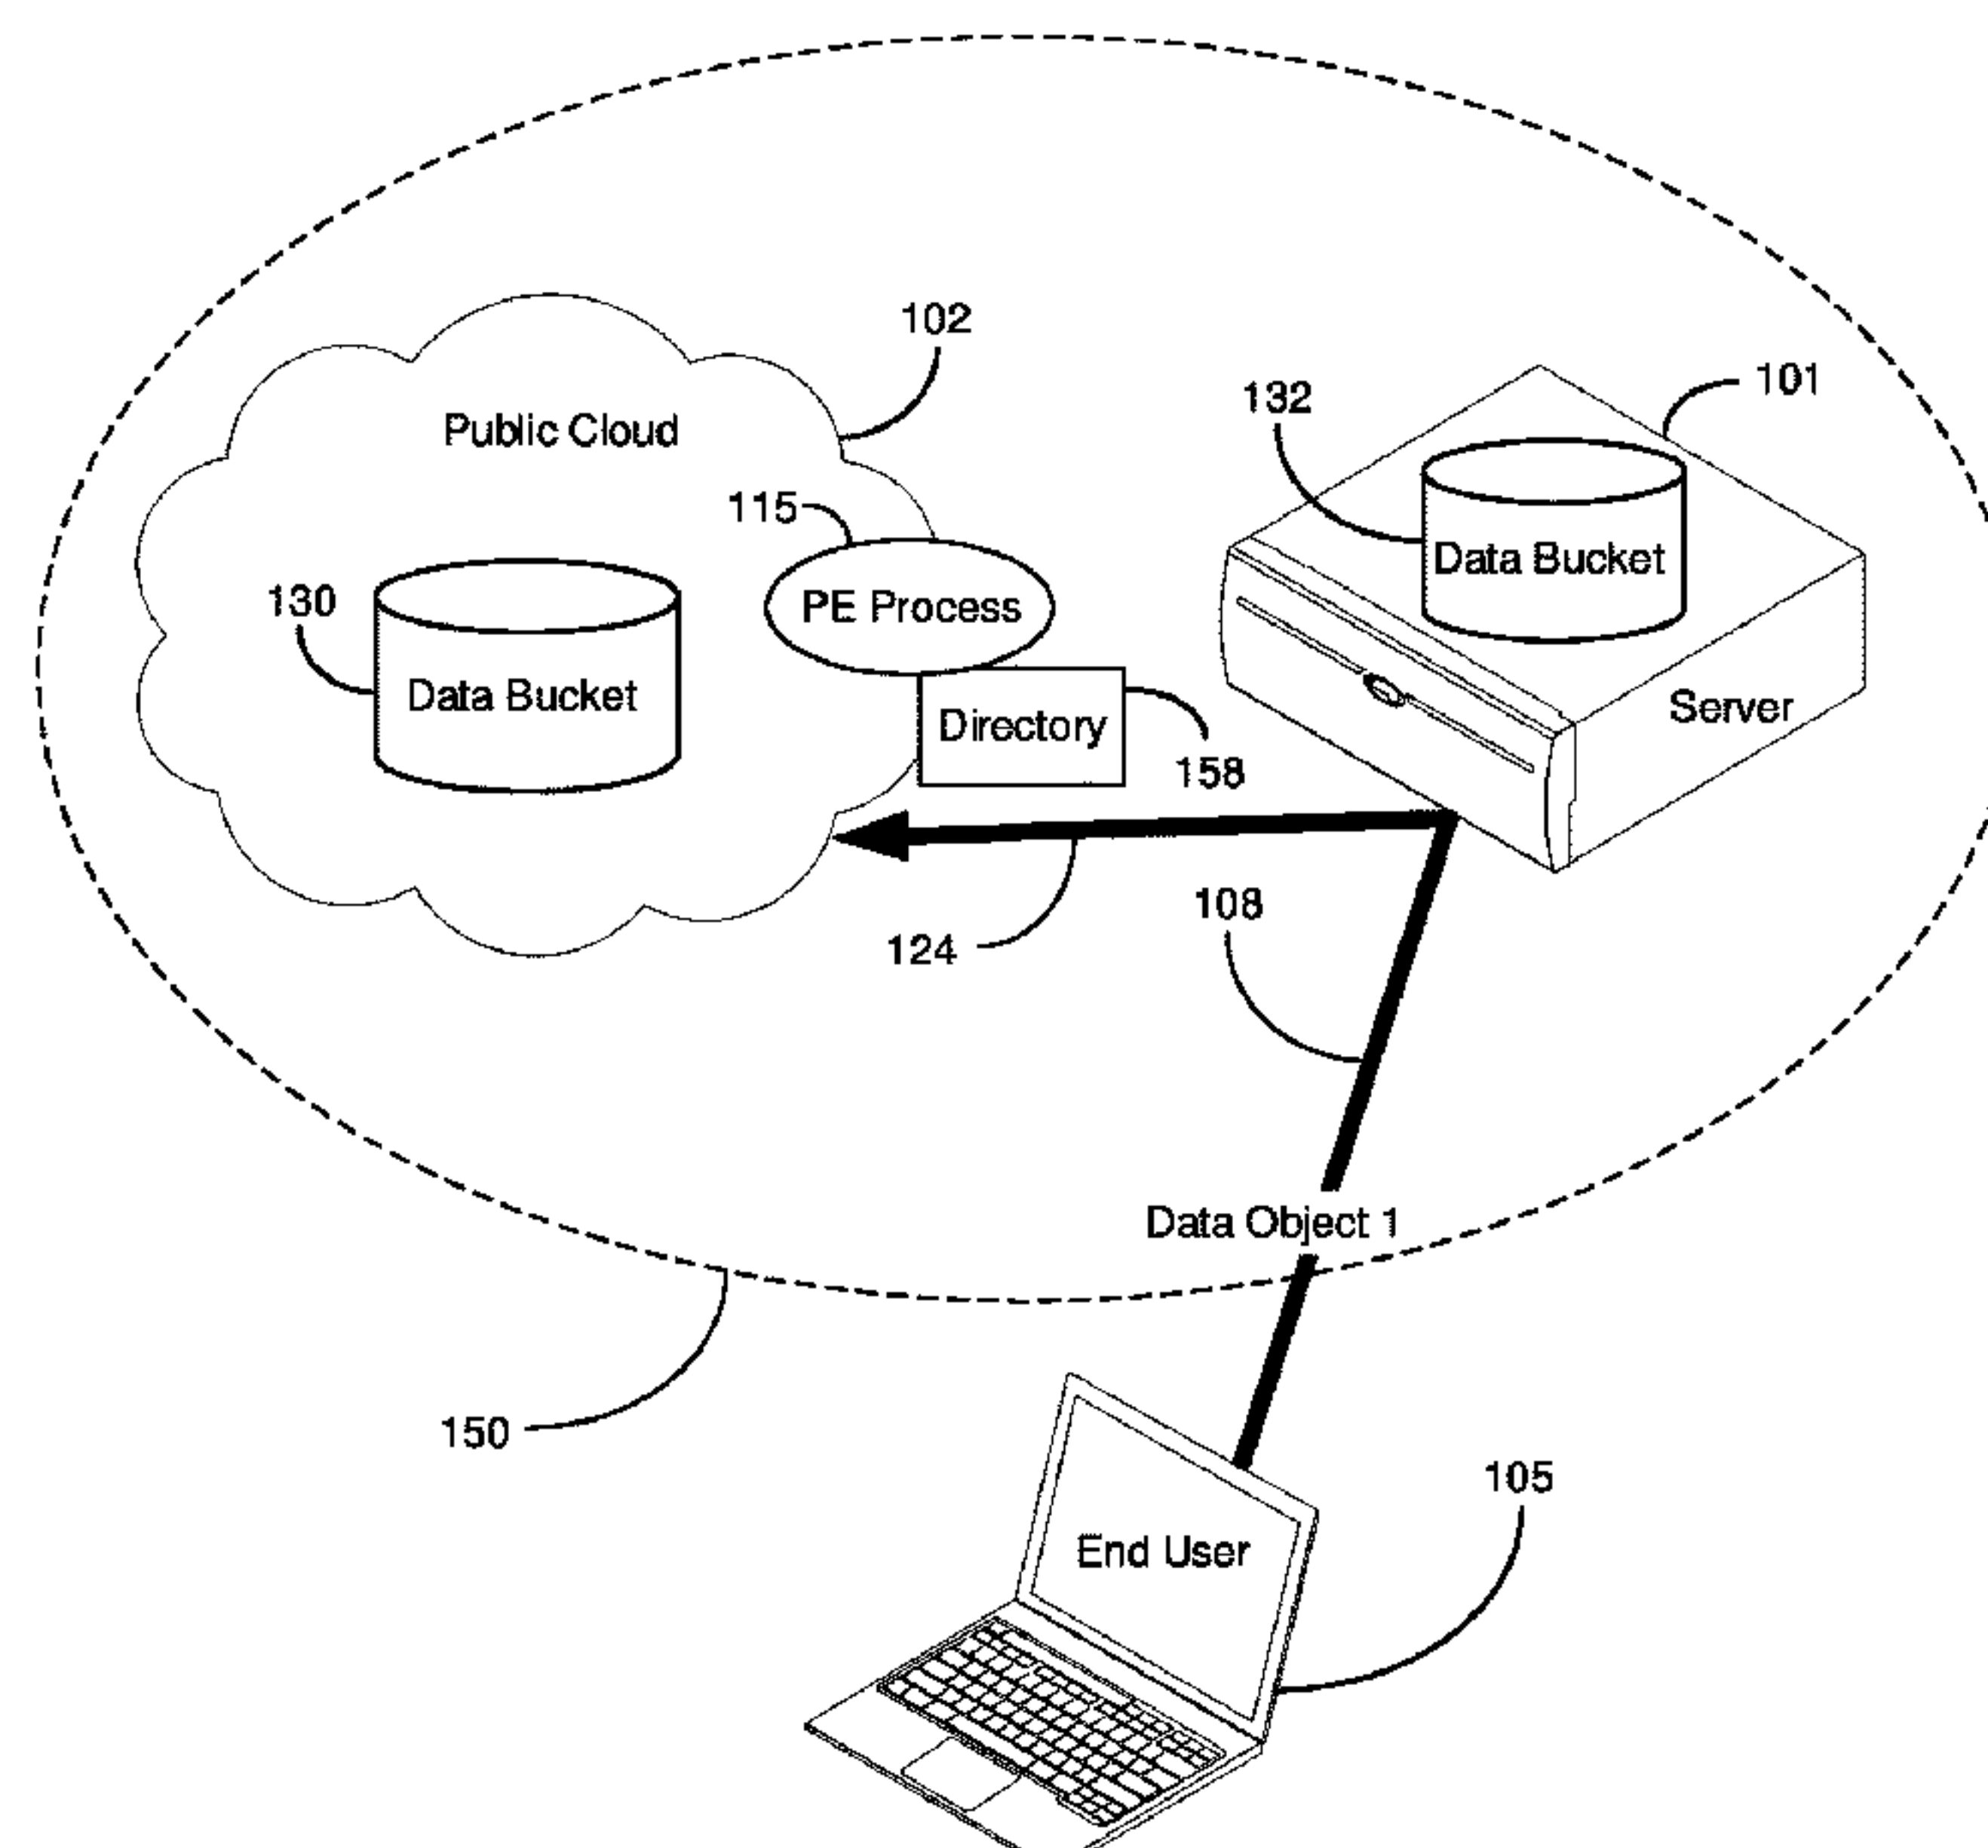 102
101
132
Public Cloud
115
Data Bucket
PE Process
130
Data Bucket
Directory
Server
158
108
124
Data Object 1
150
105
End User